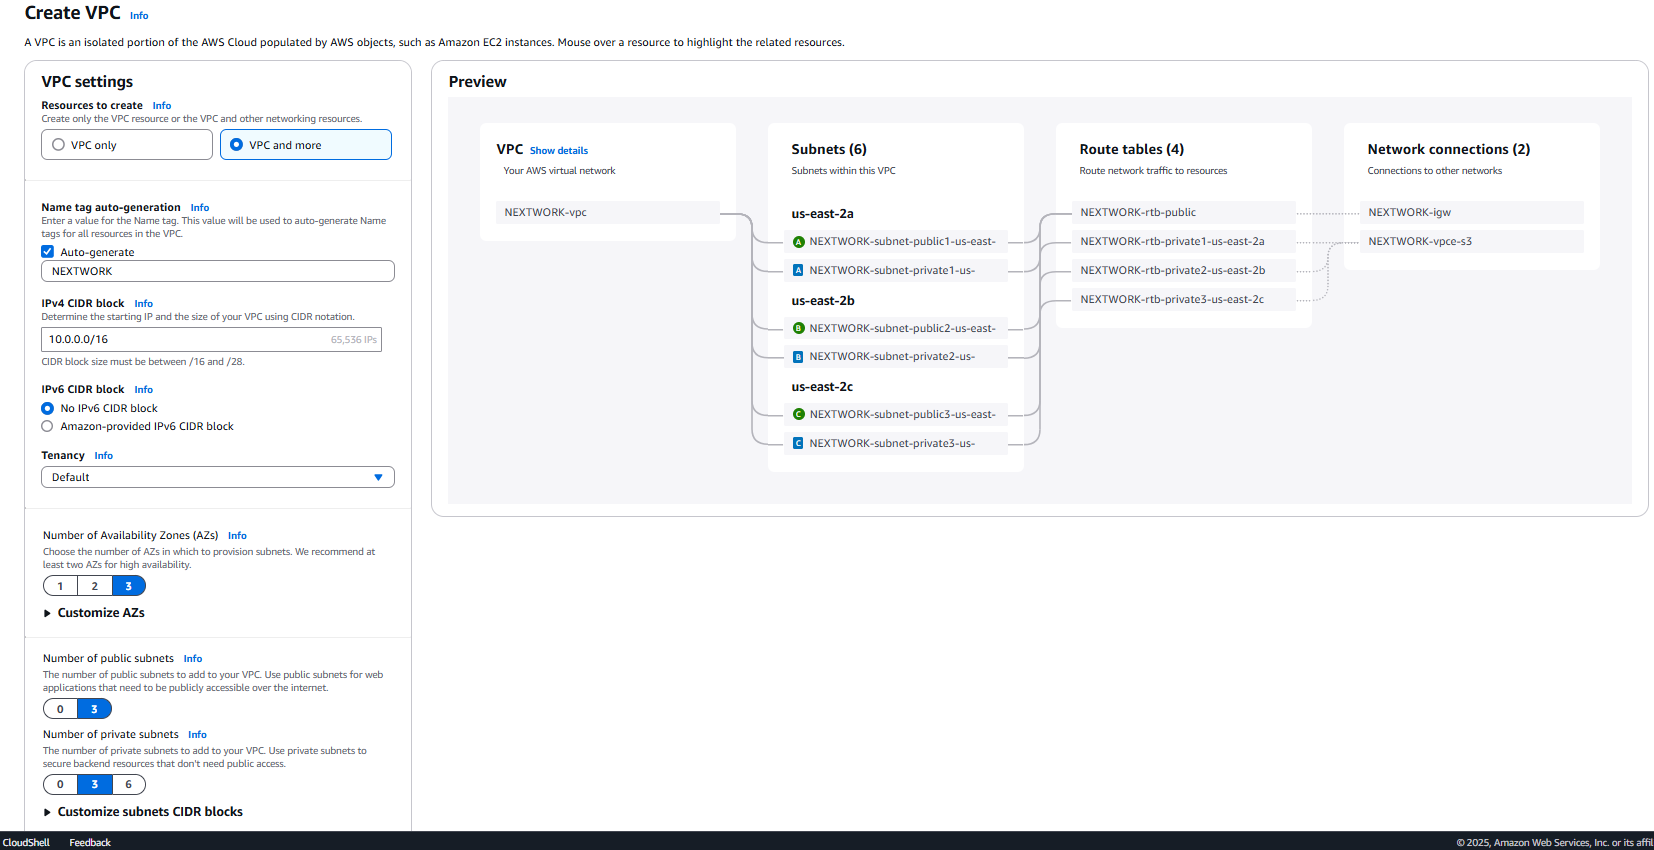 Create VPC Info
A VPC is an isolated portion of the AWS Cloud populated by AWS objects, such as Amazon EC2 instances. Mouse over a resource to highlight the related resources.
VPC settings
Resources to create Info
Create only the VPC resource or the VPC and other networking resources.
VPC only
VPC and more
Name tag auto-generation Info
Enter a value for the Name tag. This value will be used to auto-generate Name
tags for all resources in the VPC.
Auto-generate
NEXTWORK
IPv4 CIDR block Info
Determine the starting IP and the size of your VPC using CIDR notation.
10.0.0.0/16 65,536 IPs
CIDR block size must be between /16 and /28.
IPv6 CIDR block Info
No IPv6 CIDR block
Amazon-provided IPv6 CIDR block
Tenancy Info
Default
Number of Availability Zones (AZs) Info
Choose the number of AZs in which to provision subnets. We recommend at
least two AZs for high availability.
1 2 3
Customize AZs
Number of public subnets Info
The number of public subnets to add to your VPC. Use public subnets for web
applications that need to be publicly accessible over the internet.
0 3
Number of private subnets Info
The number of private subnets to add to your VPC. Use private subnets to
secure backend resources that don't need public access.
0 3 6
Customize subnets CIDR blocks
Preview
VPC Show details
Your AWS virtual network
NEXTWORK-vpc
Subnets (6)
Subnets within this VPC
us-east-2a
A NEXTWORK-subnet-public1-us-east-
A NEXTWORK-subnet-private1-us-
us-east-2b
B NEXTWORK-subnet-public2-us-east-
B NEXTWORK-subnet-private2-us-
us-east-2c
C NEXTWORK-subnet-public3-us-east-
C NEXTWORK-subnet-private3-us-
Route tables (4)
Route network traffic to resources
NEXTWORK-rtb-public
NEXTWORK-rtb-private1-us-east-2a
NEXTWORK-rtb-private2-us-east-2b
NEXTWORK-rtb-private3-us-east-2c
Network connections (2)
Connections to other networks
NEXTWORK-igw
NEXTWORK-vpce-s3
CloudShell Feedback
© 2025, Amazon Web Services, Inc. or its affil